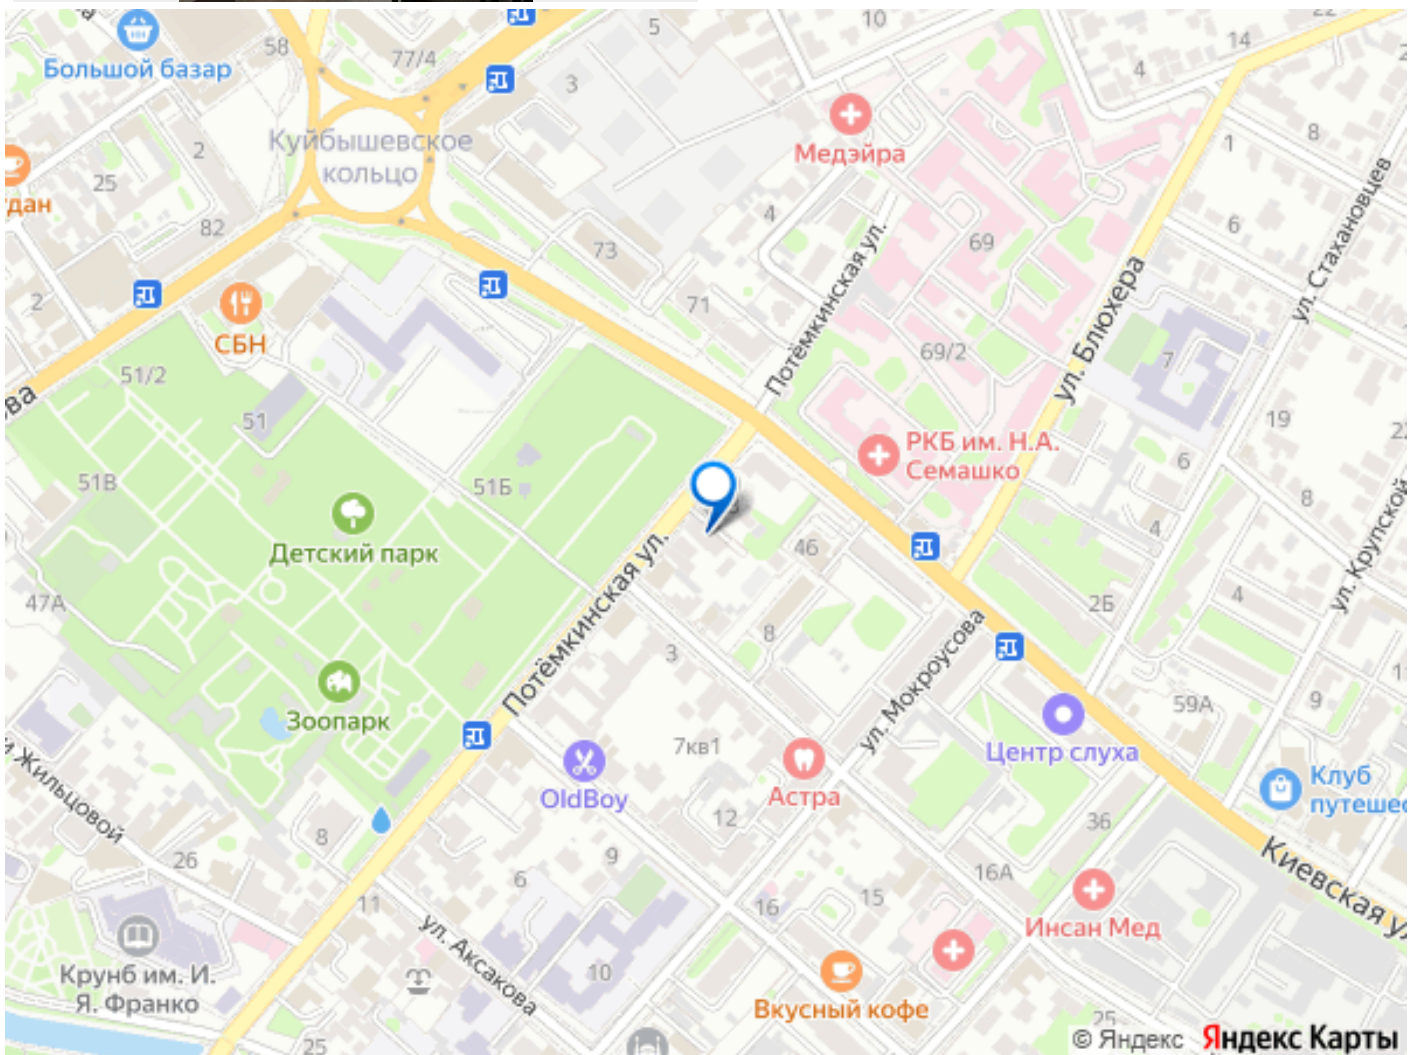 22
10
5
14
58
77/4
4
Большой базар
3
Куйбышевское
кольцо
Медэйра
8
2
1
25
дан
4
6
82
73
69
2
71
Потёмкинская ул.
ул. Блюхера
ул. Стахановцев
СБН
69/2
7
51/2
ва
51
19
РКБ им. Н.А.
Семашко
6
51В
51Б
8
4
Детский парк
46
ул. Крупской
47А
2Б
4
Потёмкинская ул.
8
3
ул. Мокроусова
59А
9
Зоопарк
7кв1
Центр слуха
Клуб
путешес
Астра
OldBoy
Жильцовой
12
36
8
26
9
6
16А
Киевская у
15
11
16
Инсан Мед
ул. Аксакова
10
Крунб им. И.
Я. Франко
Вкусный кофе
25
25
© Яндекс Яндекс Карты